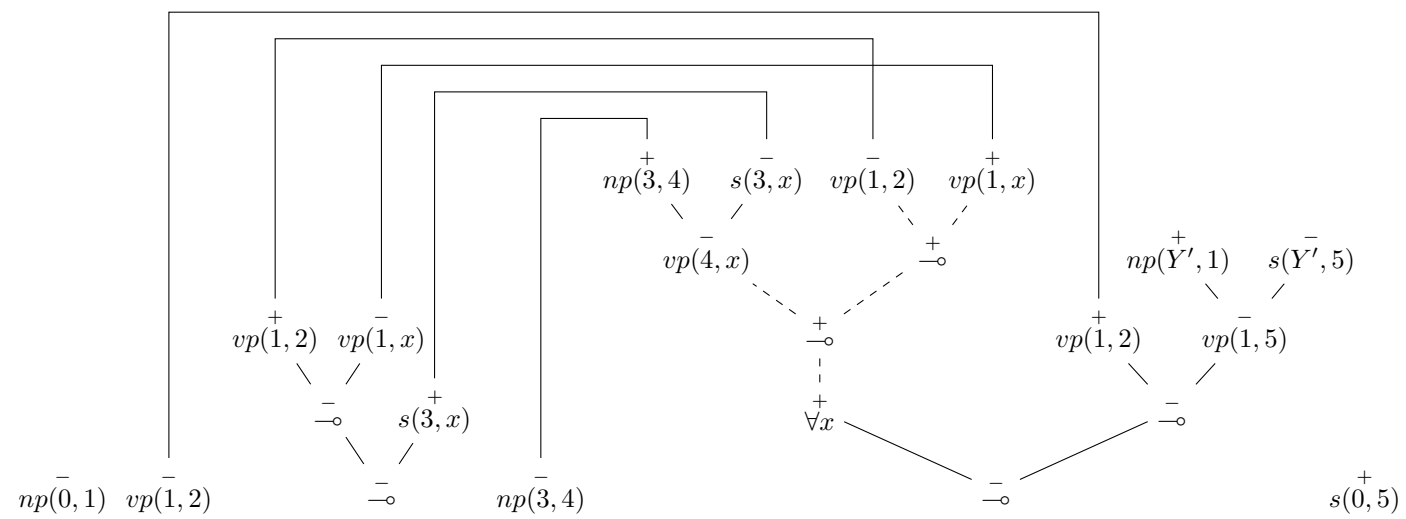 + − − +
np(3, 4) s(3, x) vp(1, 2) vp(1, x)
− + + −
vp(4, x) ⊸ np(Y′, 1) s(Y′, 5)
+ − + + −
vp(1, 2) vp(1, x) ⊸ vp(1, 2) vp(1, 5)
− + + −
⊸ s(3, x) ∀x ⊸
− − − − − +
np(0, 1) vp(1, 2) ⊸ np(3, 4) ⊸ s(0, 5)